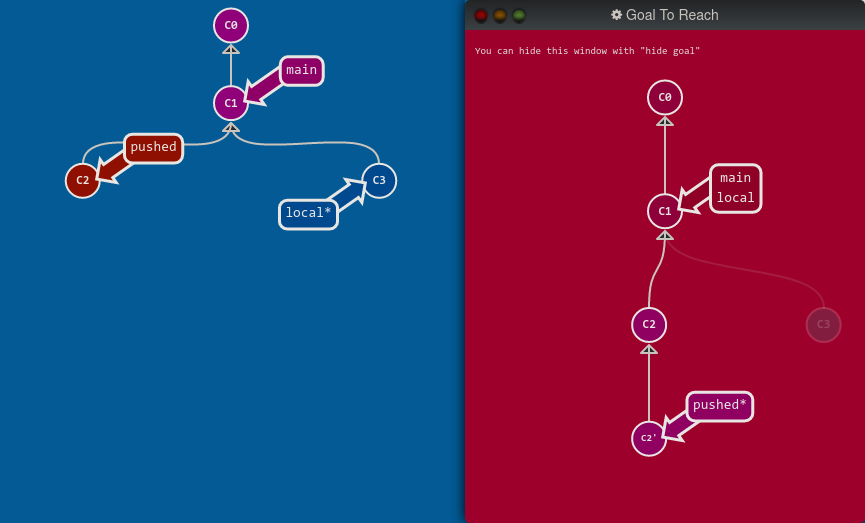 C0
main
C1
pushed
C2
C3
local*
Goal To Reach
You can hide this window with "hide goal"
C0
main
local
C1
C2
C3
pushed*
C2'